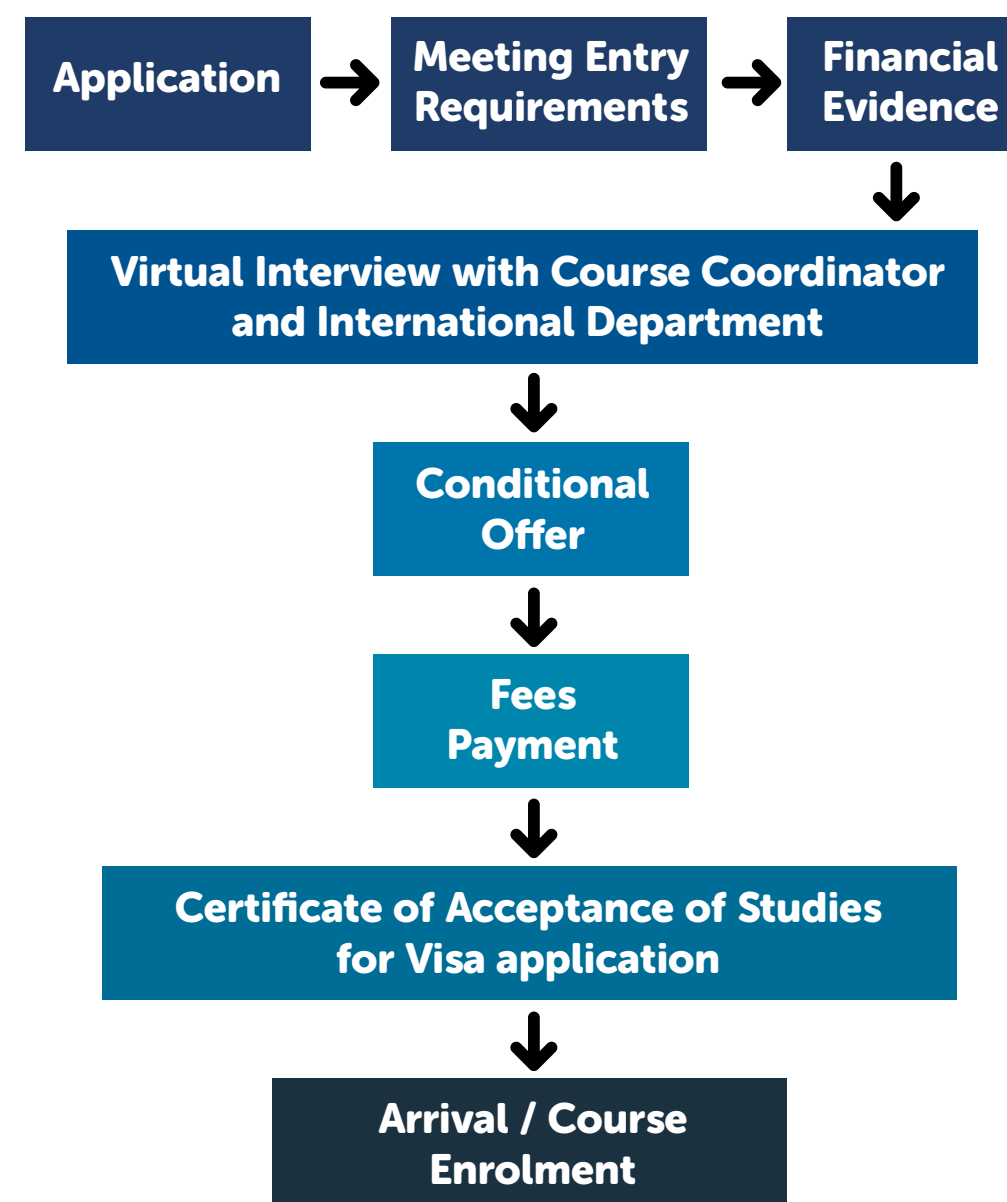 Application
Meeting Entry
Requirements
Financial
Evidence
Virtual Interview with Course Coordinator
and International Department
Conditional
Offer
Fees
Payment
Certificate of Acceptance of Studies
for Visa application
Arrival / Course
Enrolment